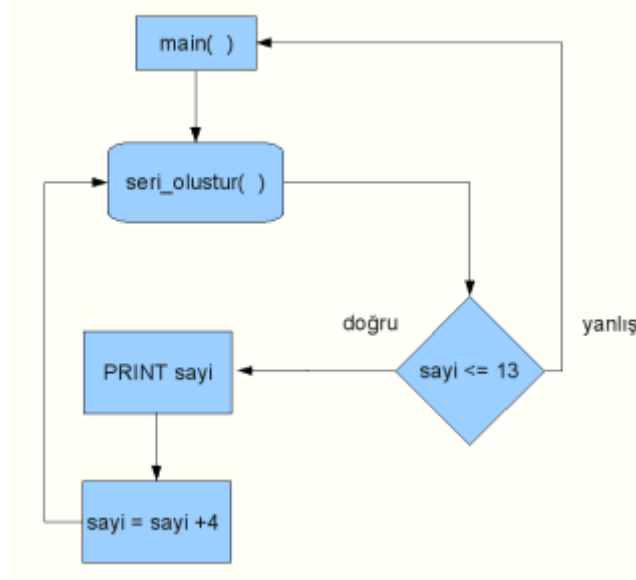 main( )
seri_olustur( )
doğru
yanlış
sayi <= 13
PRINT sayi
sayi = sayi +4